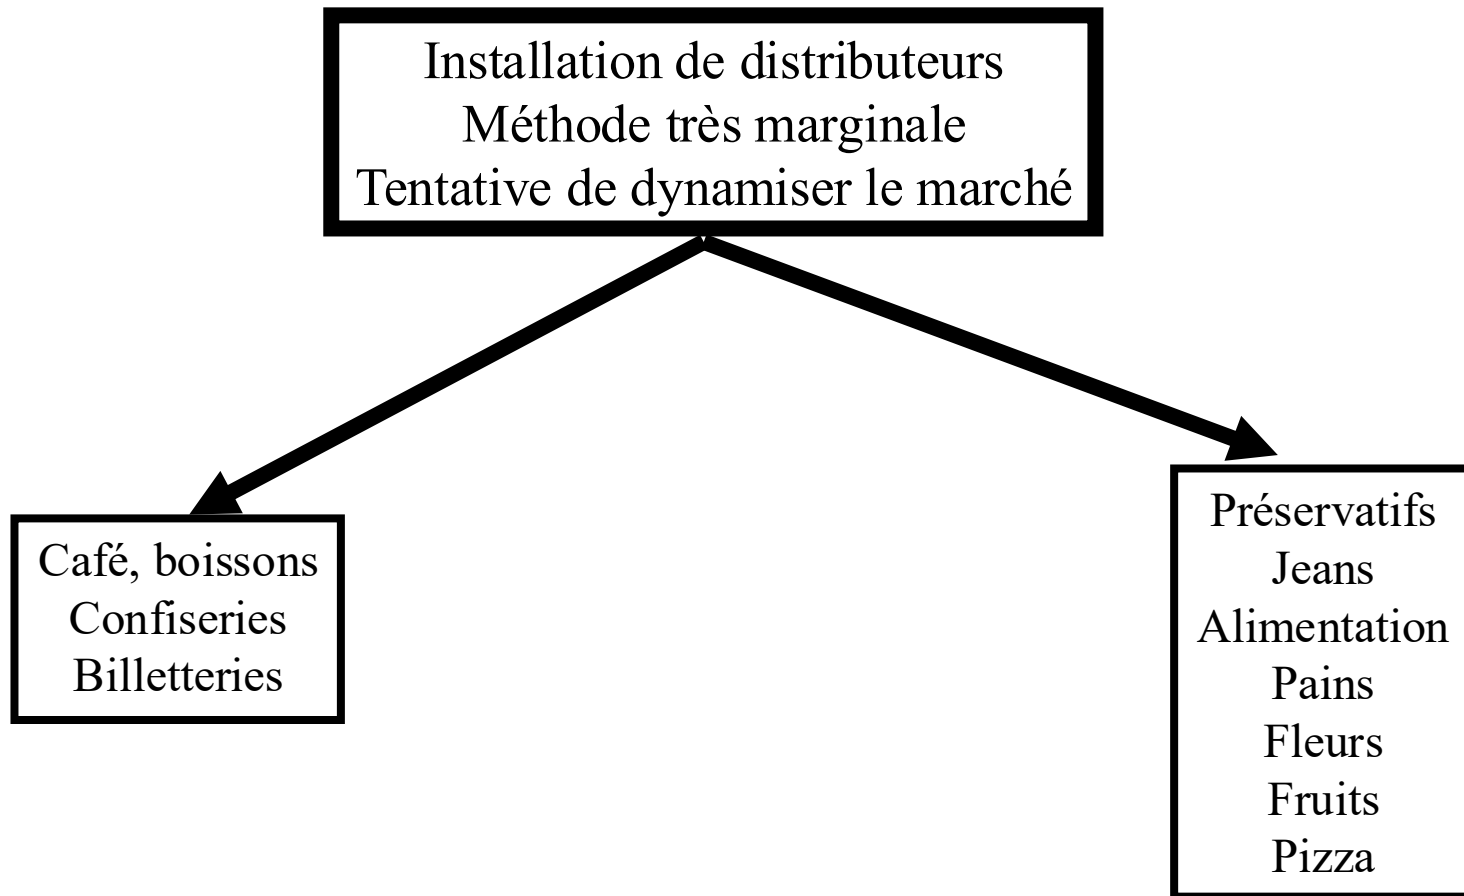 Installation de distributeurs
Méthode très marginale
Tentative de dynamiser le marché
Café, boissons
Confiseries
Billetteries
Préservatifs
Jeans
Alimentation
Pains
Fleurs
Fruits
Pizza